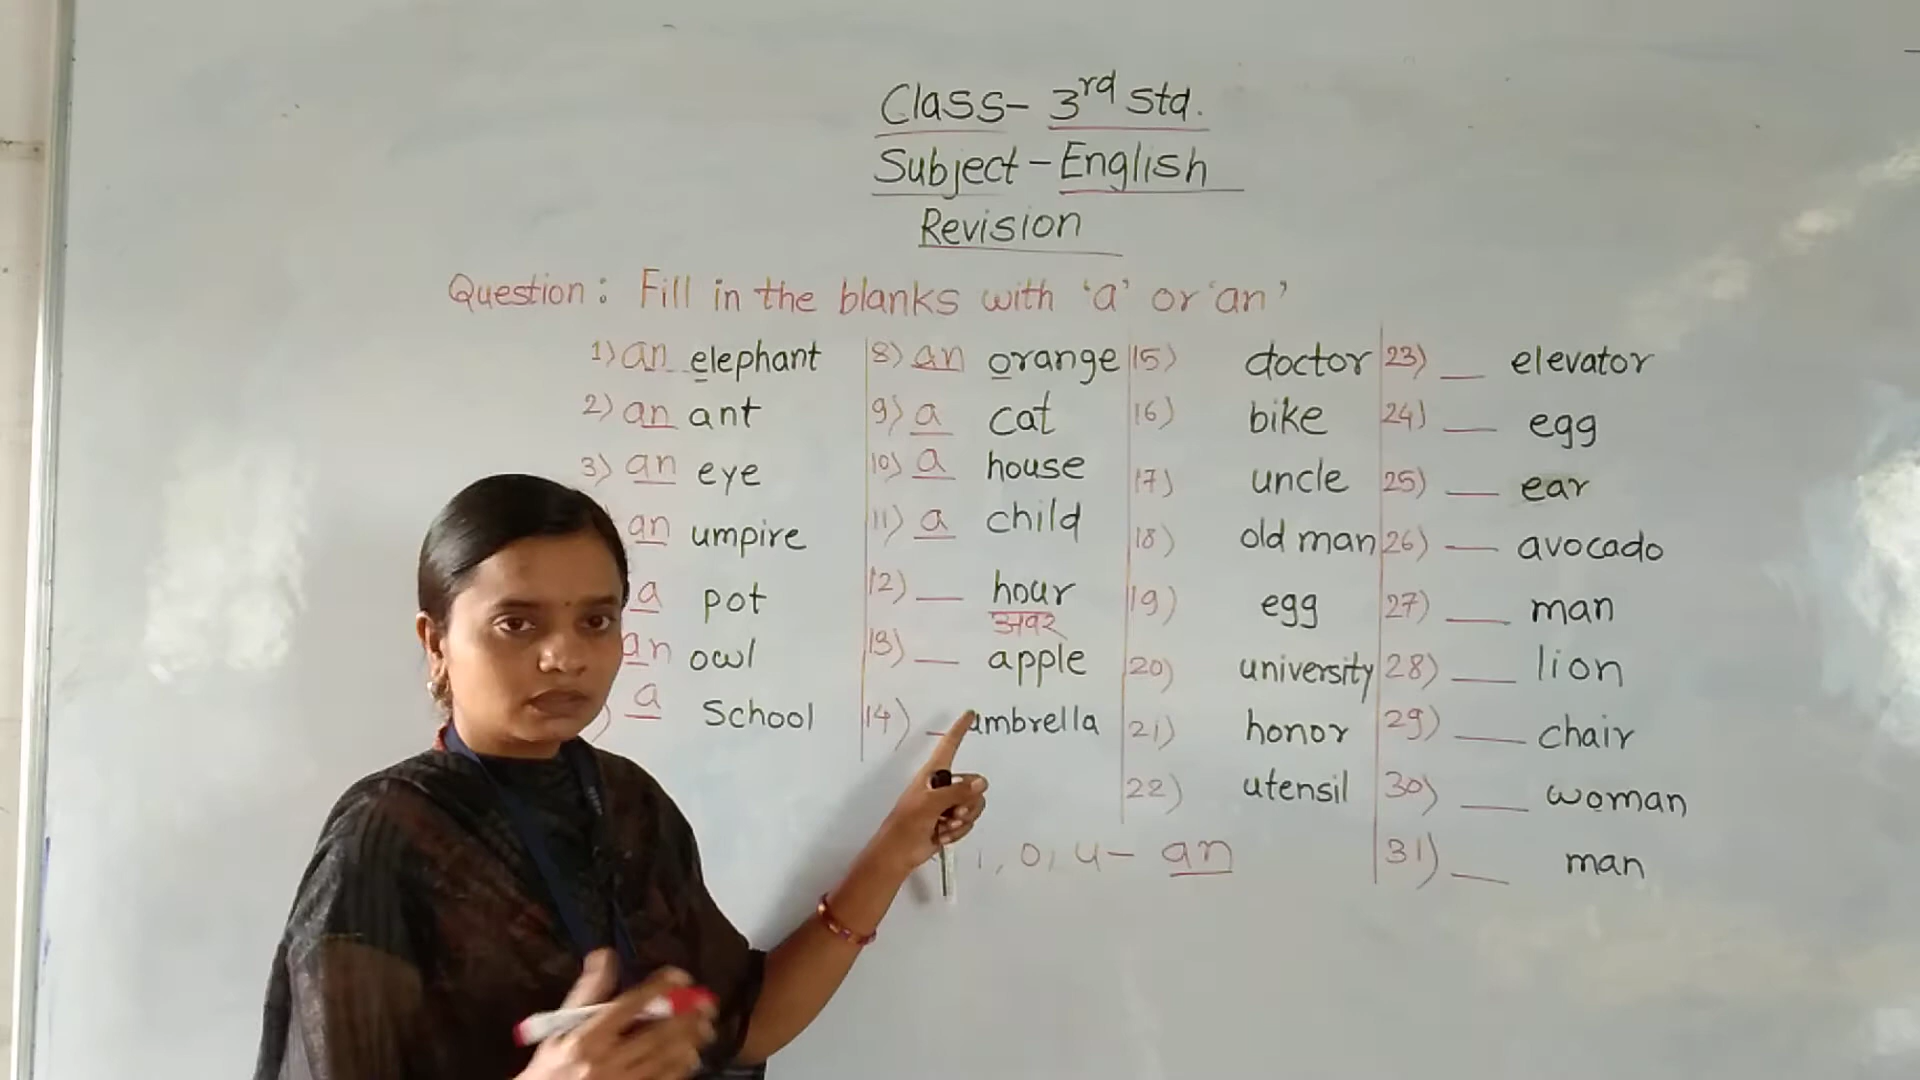 Class- 3rd Std.
Subject - English
Revision
Question: Fill in the blanks with 'a' or 'an'
1) an elephant
2) an ant
3) an eye
an umpire
a pot
an owl
) a School
8) an orange
9) a cat
10) a house
11) a child
12) __ hour
अवर
13) __ apple
14) _ umbrella
15) doctor
16) bike
17) uncle
18) old man
19) egg
20) university
21) honor
22) utensil
23) __ elevator
24) __ egg
25) __ ear
26) __ avocado
27) __ man
28) __ lion
29) __ chair
30) __ woman
31) __ man
i, o, u - an